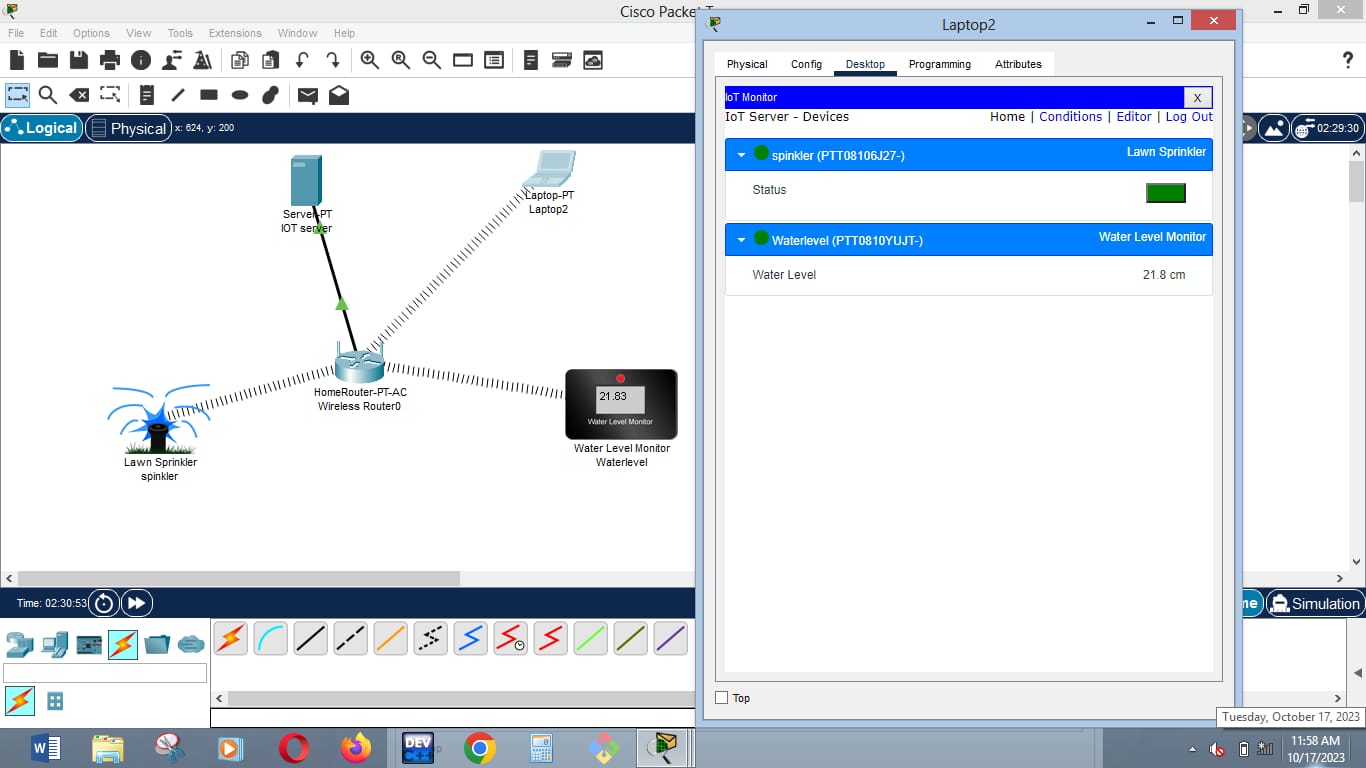 Cisco Packet T
File Edit Options View Tools Extensions Window Help
Logical
Physical
x: 624, y: 200
02:29:30
Server-PT
IOT server
Laptop-PT
Laptop2
HomeRouter-PT-AC
Wireless Router0
21.83
Water Level Monitor
Water Level Monitor
Waterlevel
Lawn Sprinkler
spinkler
Time: 02:30:53
me
Simulation
Laptop2
Physical Config Desktop Programming Attributes
IoT Monitor X
IoT Server - Devices Home | Conditions | Editor | Log Out
spinkler (PTT08106J27-) Lawn Sprinkler
Status
Waterlevel (PTT0810YUJT-) Water Level Monitor
Water Level 21.8 cm
Top
Tuesday, October 17, 2023
DEV
C++
11:58 AM
10/17/2023